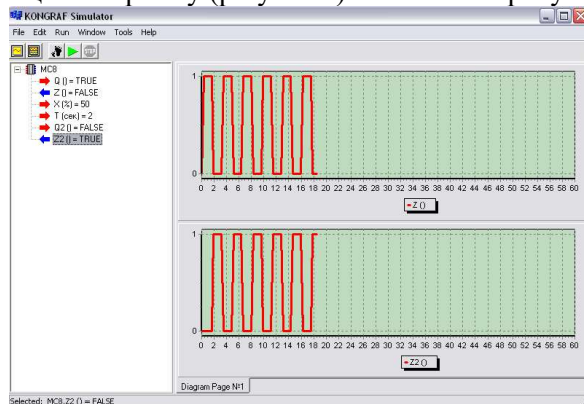 KONGRAF Simulator
File Edit Run Window Tools Help
STOP
MC8
Q () = TRUE
Z () = FALSE
X (%) = 50
T (сек) = 2
Q2 () = FALSE
Z2 () = TRUE
1
0
0 2 4 6 8 10 12 14 16 18 20 22 24 26 28 30 32 34 36 38 40 42 44 46 48 50 52 54 56 58 60
Z ()
1
0
0 2 4 6 8 10 12 14 16 18 20 22 24 26 28 30 32 34 36 38 40 42 44 46 48 50 52 54 56 58 60
Z2 ()
Diagram Page №1
Selected: MC8.Z2 () = FALSE